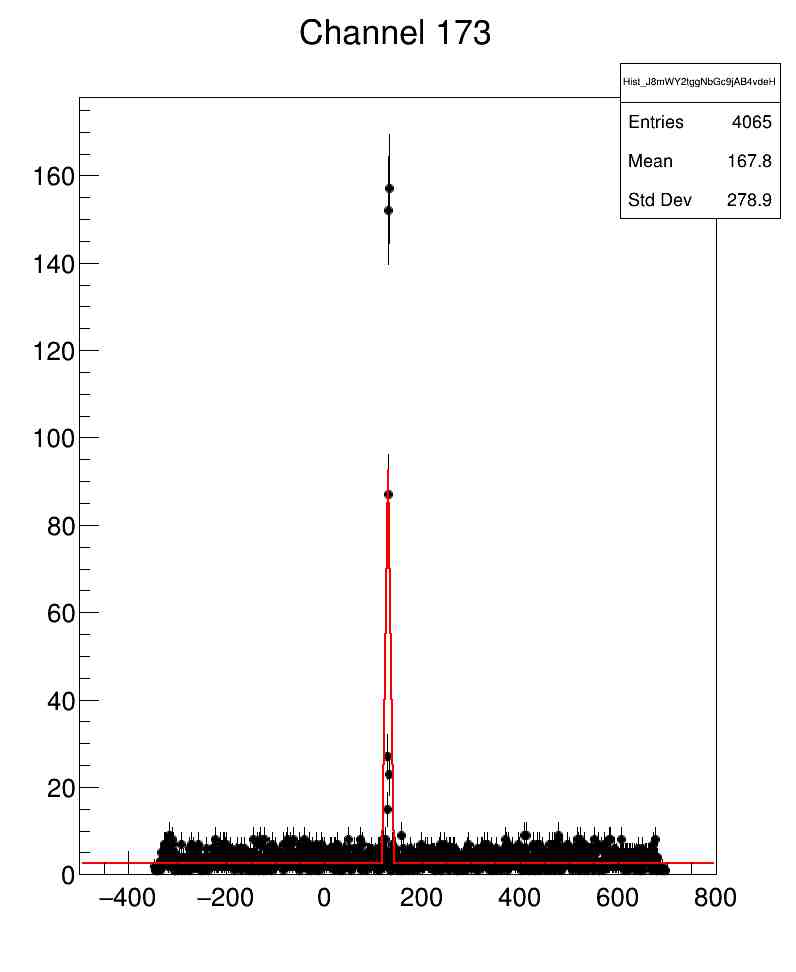 Channel 173
Hist_J8mWY2tggNbGc9jAB4vdeH
Entries 4065
Mean 167.8
Std Dev 278.9
160
140
120
100
80
60
40
20
0
−400 −200 0 200 400 600 800